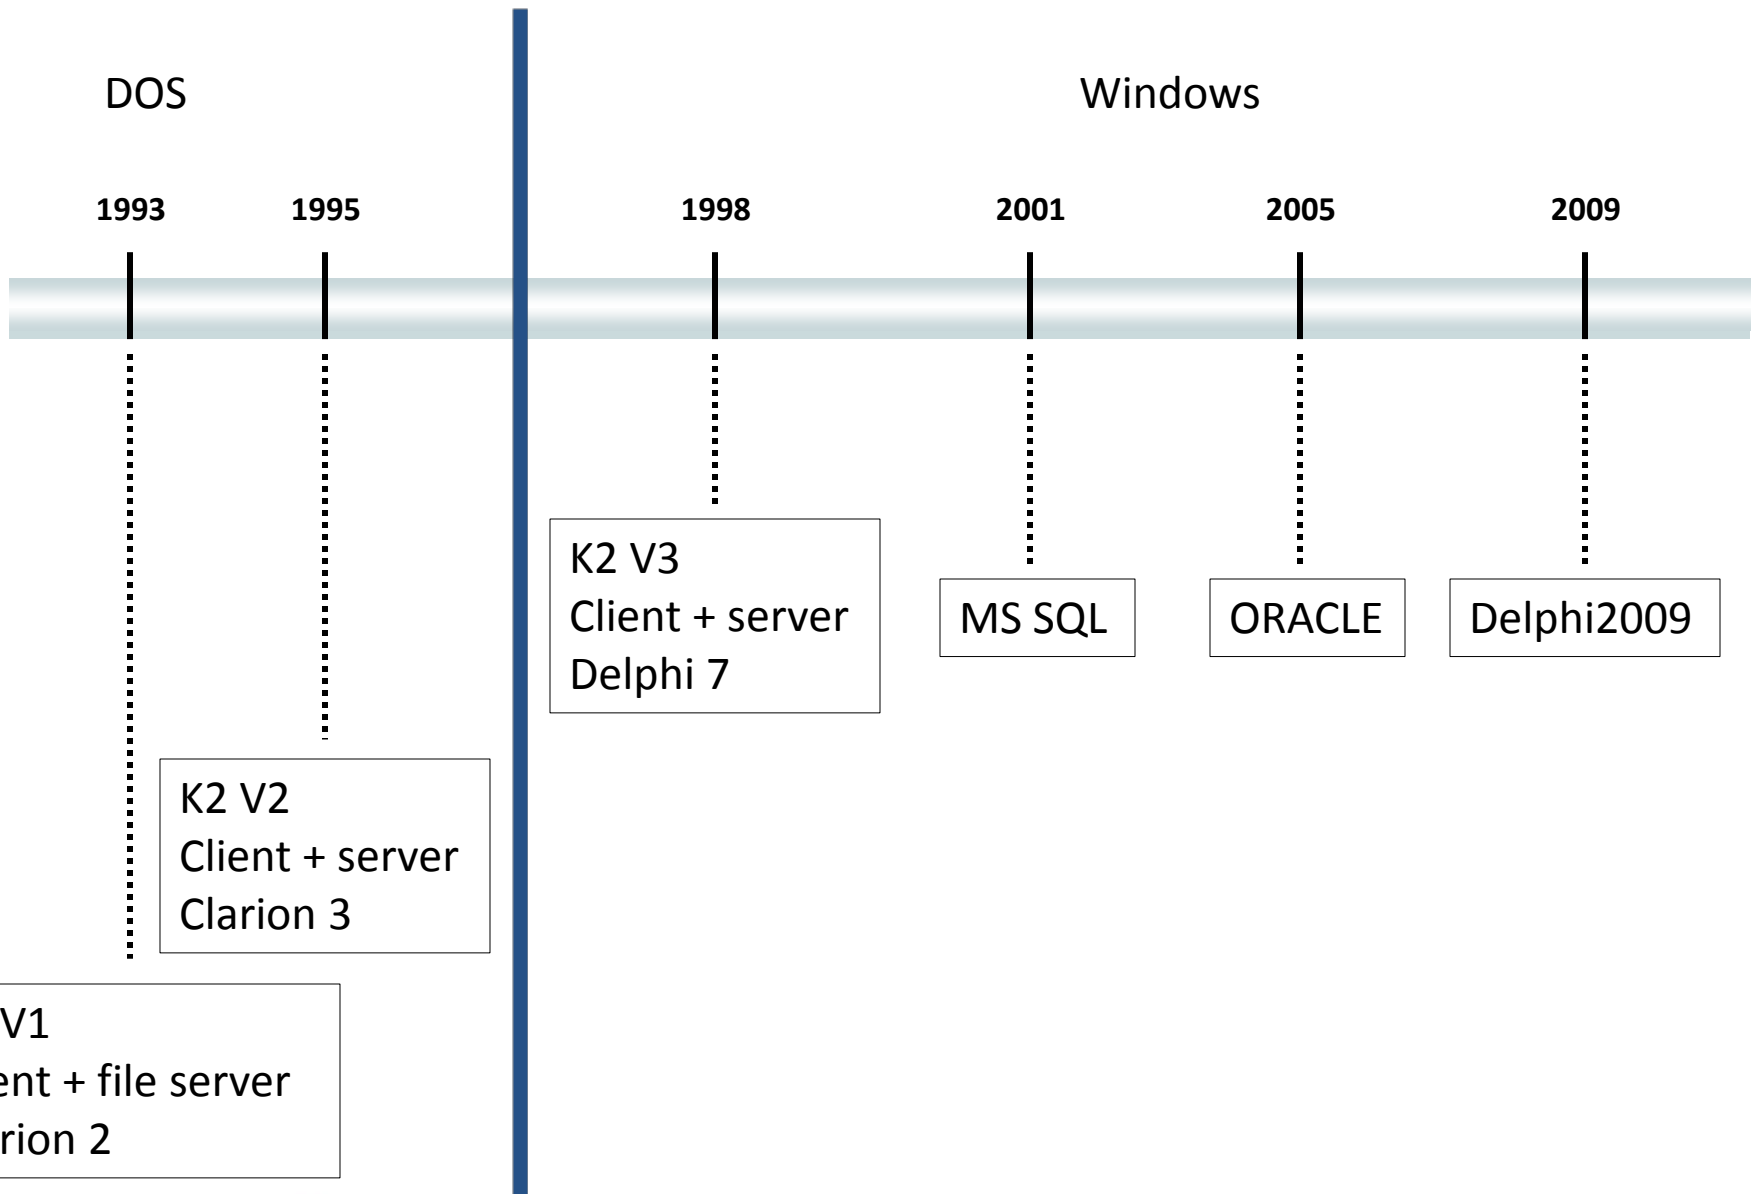 DOS
Windows
1993
1995
1998
2001
2005
2009
K2 V3
Client + server
Delphi 7
MS SQL
ORACLE
Delphi2009
K2 V2
Client + server
Clarion 3
V1
ent + file server
rion 2